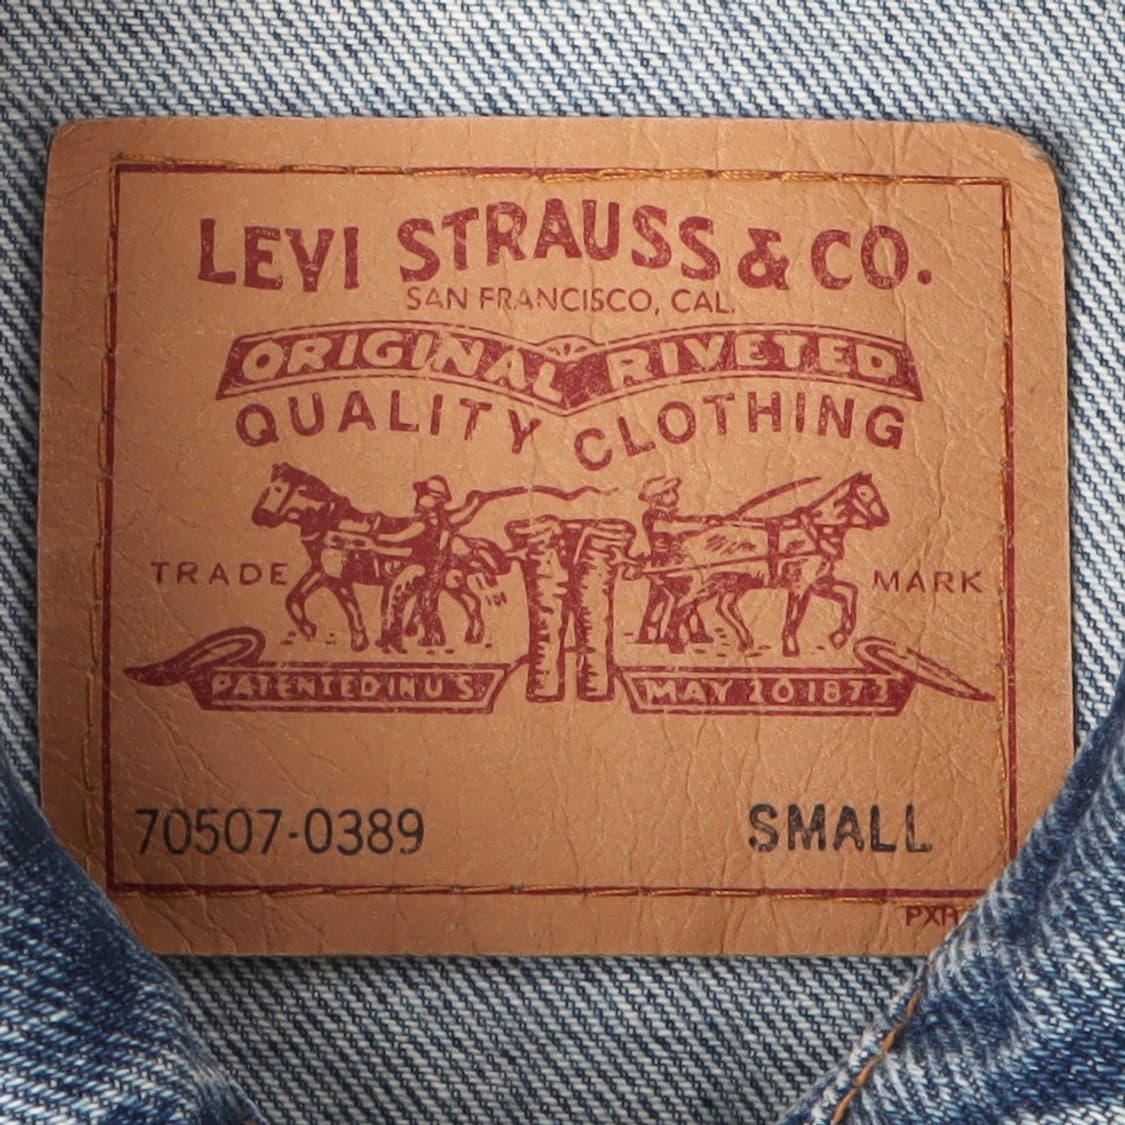 LEVI STRAUSS & CO.
SAN FRANCISCO, CAL.
ORIGINAL RIVETED
QUALITY CLOTHING
TRADE MARK
PATENTED IN U S
MAY 20 1873
70507-0389 SMALL